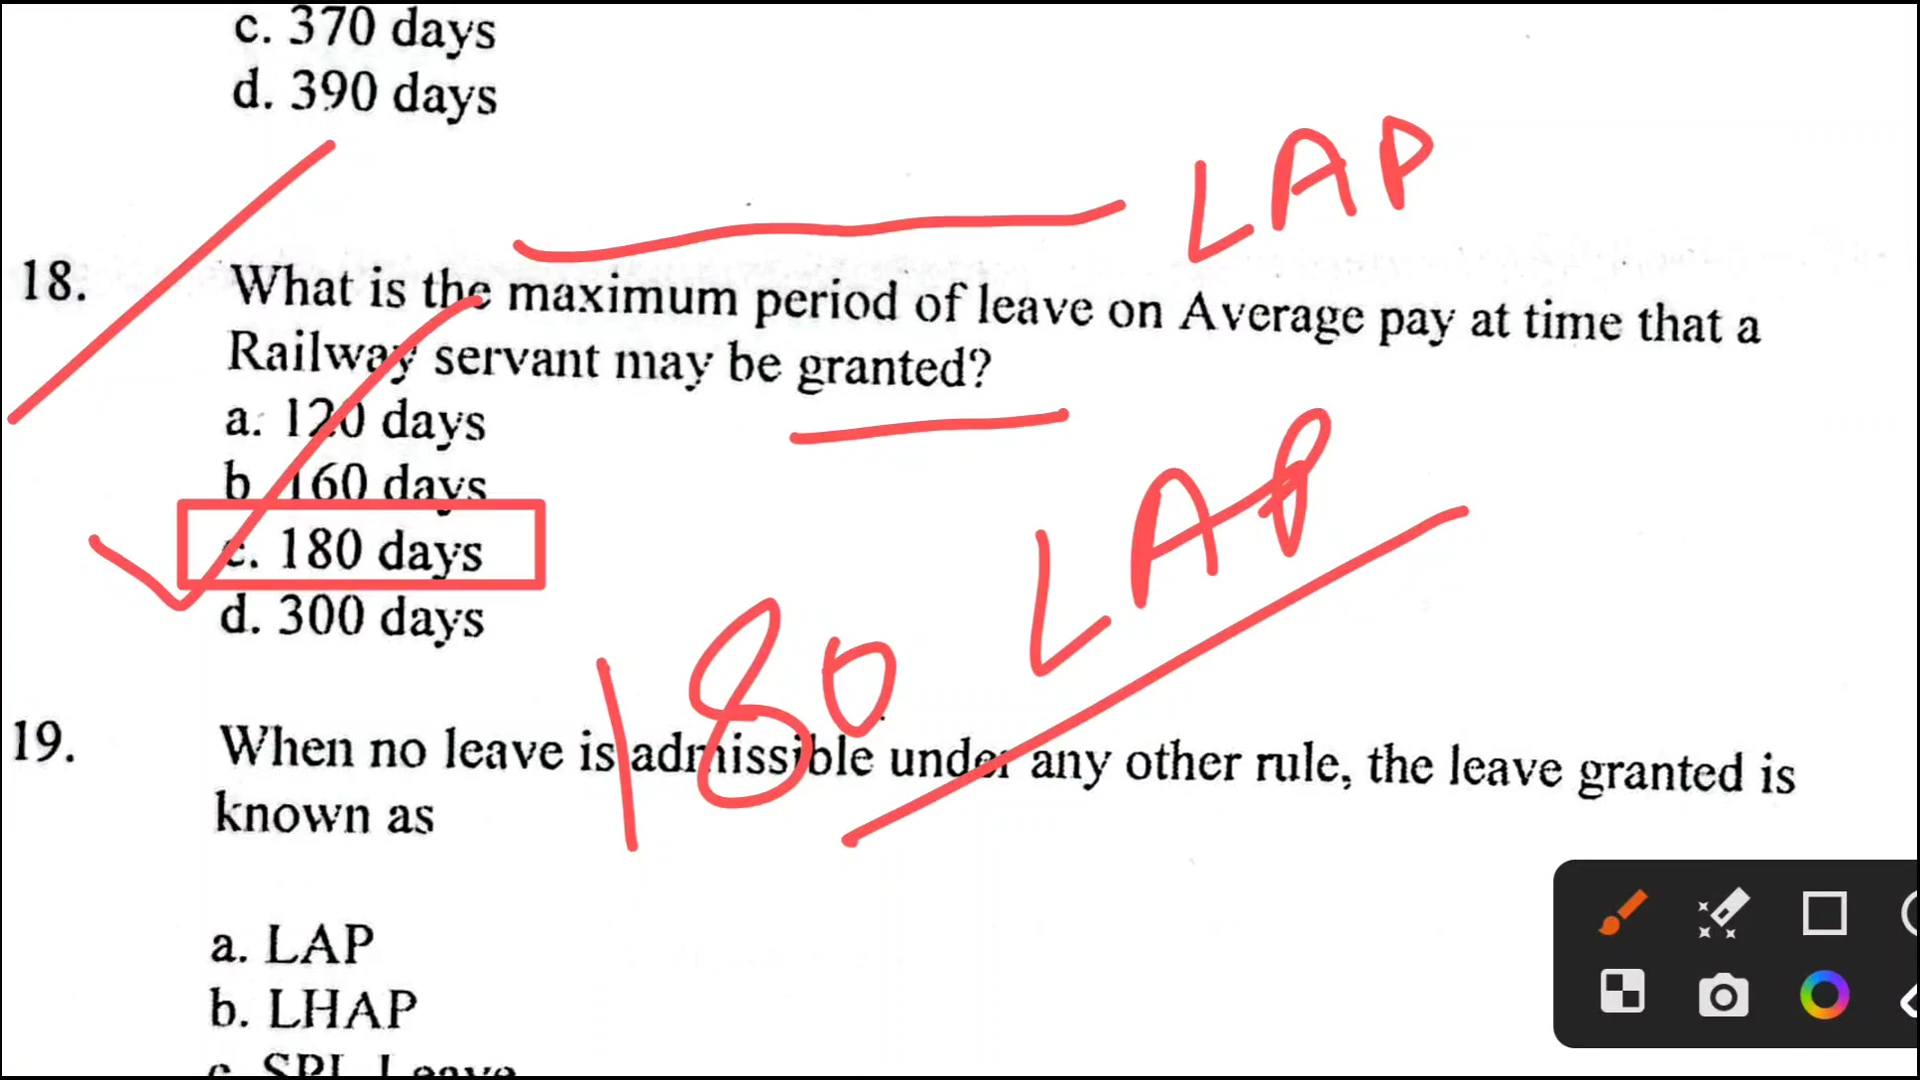 c. 370 days
d. 390 days
LAP
18. What is the maximum period of leave on Average pay at time that a
Railway servant may be granted?
a. 120 days
b 160 days
c. 180 days
d. 300 days
180 LAP
19. When no leave is admissible under any other rule, the leave granted is
known as
a. LAP
b. LHAP
c. SPL Leave